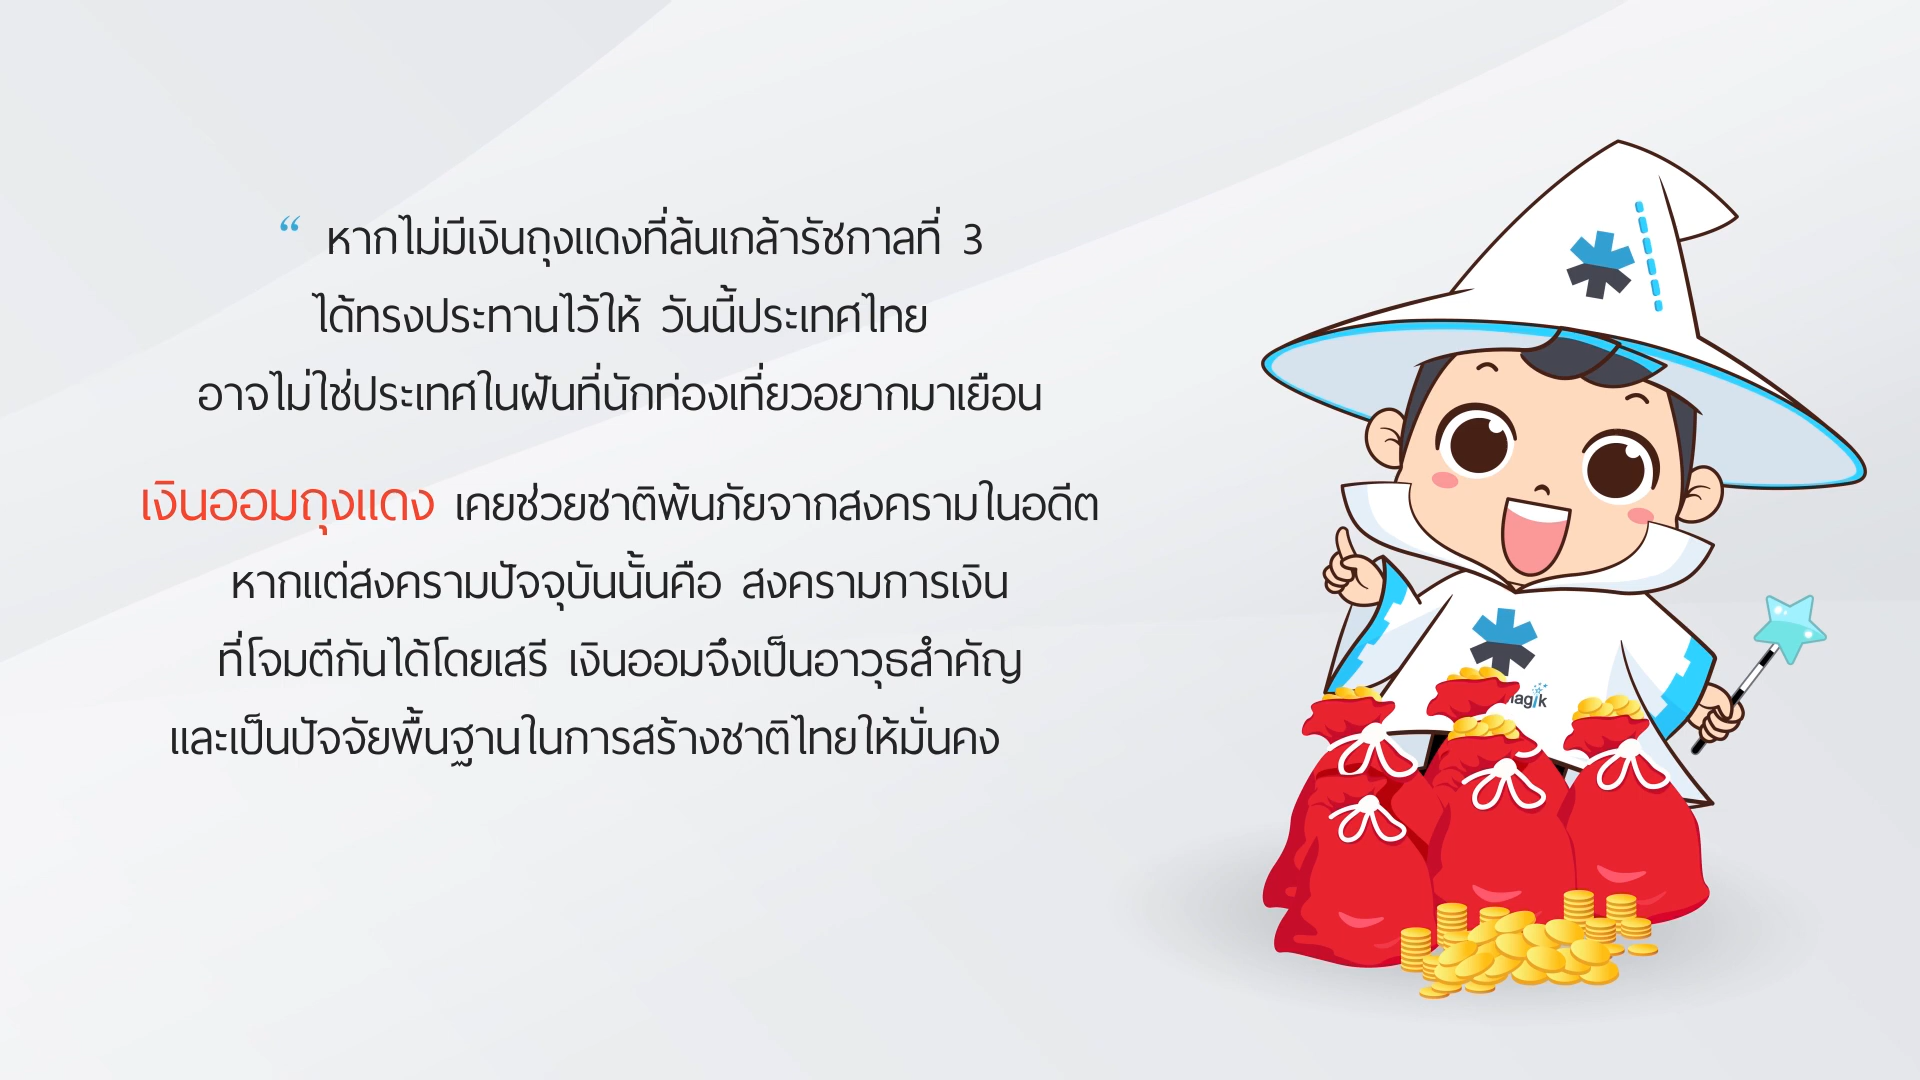 “ หากไม่มีเงินถุงแดงที่ล้นเกล้ารัชกาลที่ 3
ได้ทรงประทานไว้ให้ วันนี้ประเทศไทย
อาจไม่ใช่ประเทศในฝันที่นักท่องเที่ยวอยากมาเยือน
เงินออมถุงแดง เคยช่วยชาติพ้นภัยจากสงครามในอดีต
หากแต่สงครามปัจจุบันนั้นคือ สงครามการเงิน
ที่โจมตีกันได้โดยเสรี เงินออมจึงเป็นอาวุธสำคัญ
และเป็นปัจจัยพื้นฐานในการสร้างชาติไทยให้มั่นคง